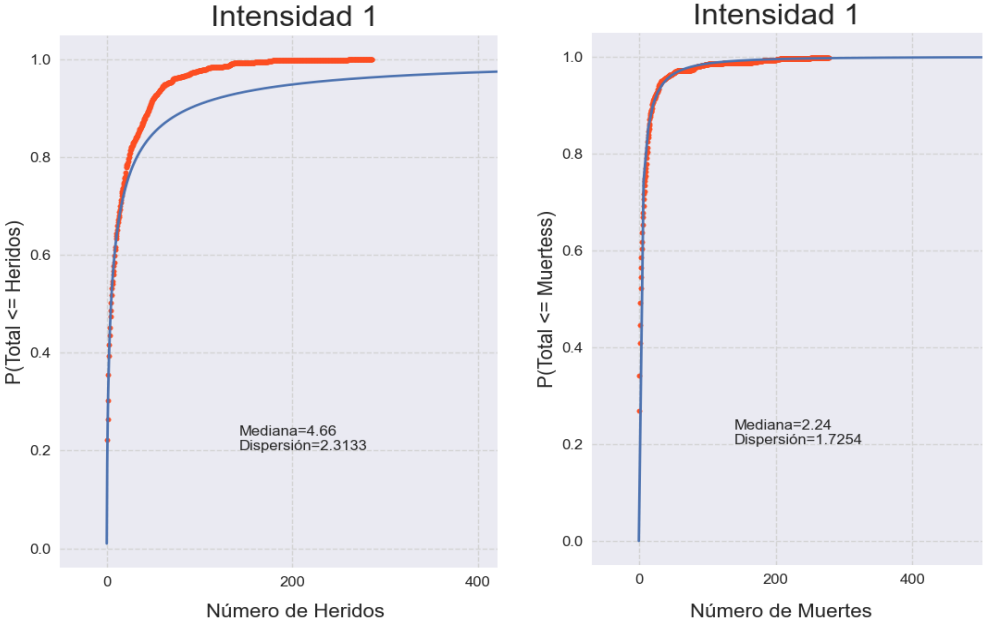 Intensidad 1
P(Total <= Heridos)
1.0
0.8
0.6
0.4
0.2
0.0
Mediana=4.66
Dispersión=2.3133
0
200
400
Número de Heridos
Intensidad 1
P(Total <= Muertess)
1.0
0.8
0.6
0.4
0.2
0.0
Mediana=2.24
Dispersión=1.7254
0
200
400
Número de Muertes